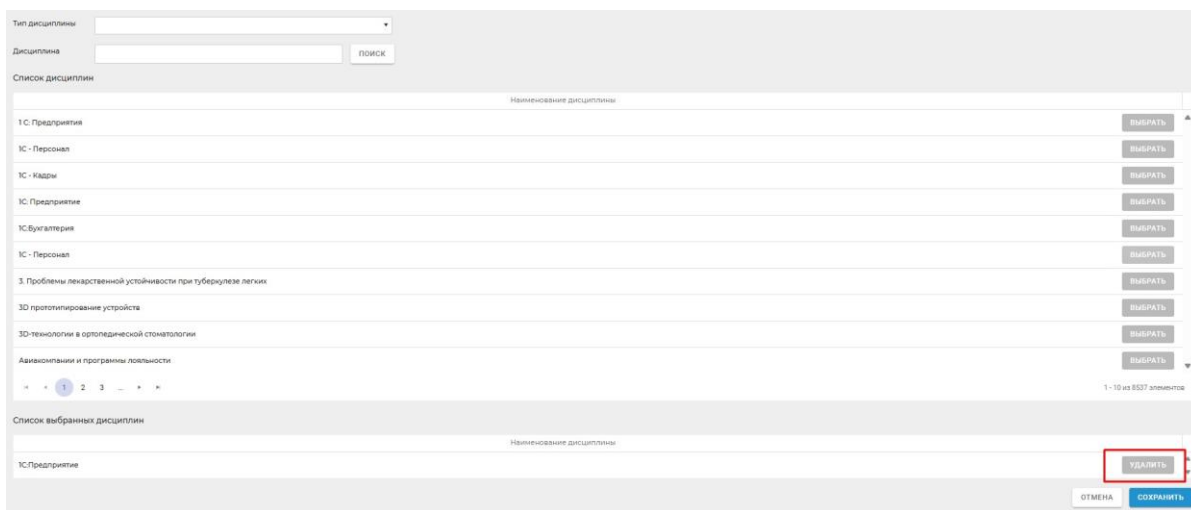 Тип дисциплины
Дисциплина ПОИСК
Список дисциплин
Наименование дисциплины
1 С: Предприятия ВЫБРАТЬ
1С - Персонал ВЫБРАТЬ
1С - Кадры ВЫБРАТЬ
1С: Предприятие ВЫБРАТЬ
1С:Бухгалтерия ВЫБРАТЬ
1С - Персонал ВЫБРАТЬ
3. Проблемы лекарственной устойчивости при туберкулезе легких ВЫБРАТЬ
3D прототипирование устройств ВЫБРАТЬ
3D-технологии в ортопедической стоматологии ВЫБРАТЬ
Авиакомпании и программы лояльности ВЫБРАТЬ
1 2 3 ... 1 - 10 из 8537 элементов
Список выбранных дисциплин
Наименование дисциплины
1С:Предприятие УДАЛИТЬ
ОТМЕНА СОХРАНИТЬ